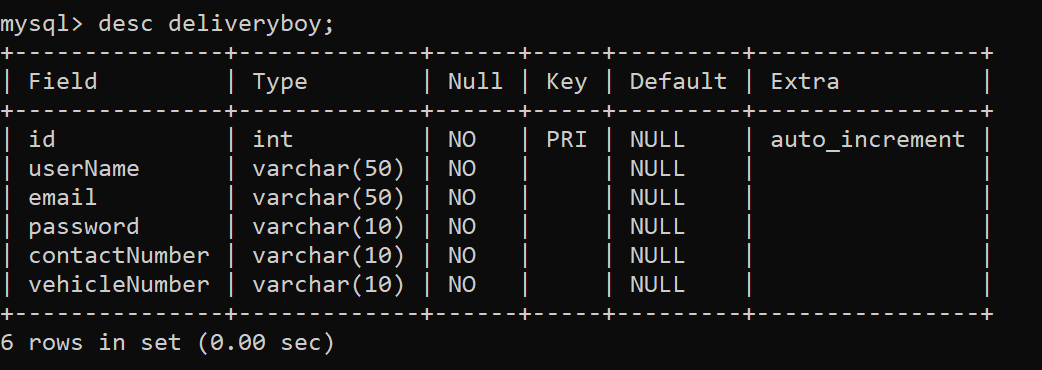 mysql> desc deliveryboy;
+---------------+-------------+------+-----+---------+----------------+
| Field         | Type        | Null | Key | Default | Extra          |
+---------------+-------------+------+-----+---------+----------------+
| id            | int         | NO   | PRI | NULL    | auto_increment |
| userName      | varchar(50) | NO   |     | NULL    |                |
| email         | varchar(50) | NO   |     | NULL    |                |
| password      | varchar(10) | NO   |     | NULL    |                |
| contactNumber | varchar(10) | NO   |     | NULL    |                |
| vehicleNumber | varchar(10) | NO   |     | NULL    |                |
+---------------+-------------+------+-----+---------+----------------+
6 rows in set (0.00 sec)